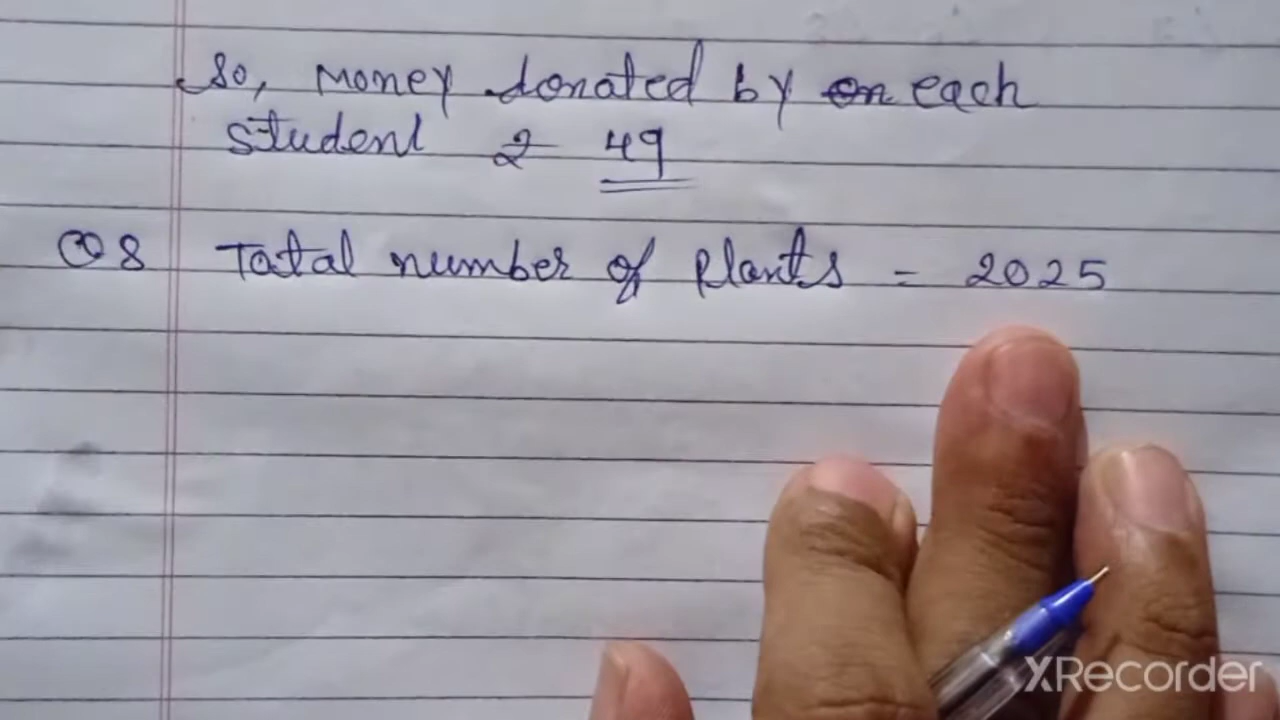 So, Money donated by on each
student = 49
Q8 Total number of Plants = 2025
XRecorder